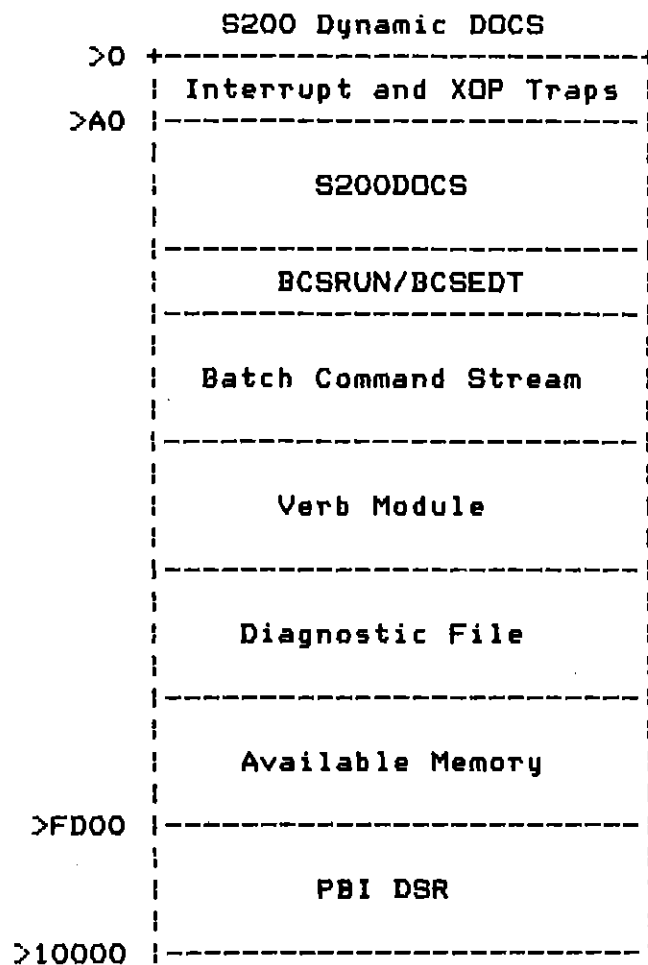 S200 Dynamic DOCS
>0
Interrupt and XOP Traps
>A0
S200DOCS
BCSRUN/BCSEDT
Batch Command Stream
Verb Module
Diagnostic File
Available Memory
>FD00
PBI DSR
>10000